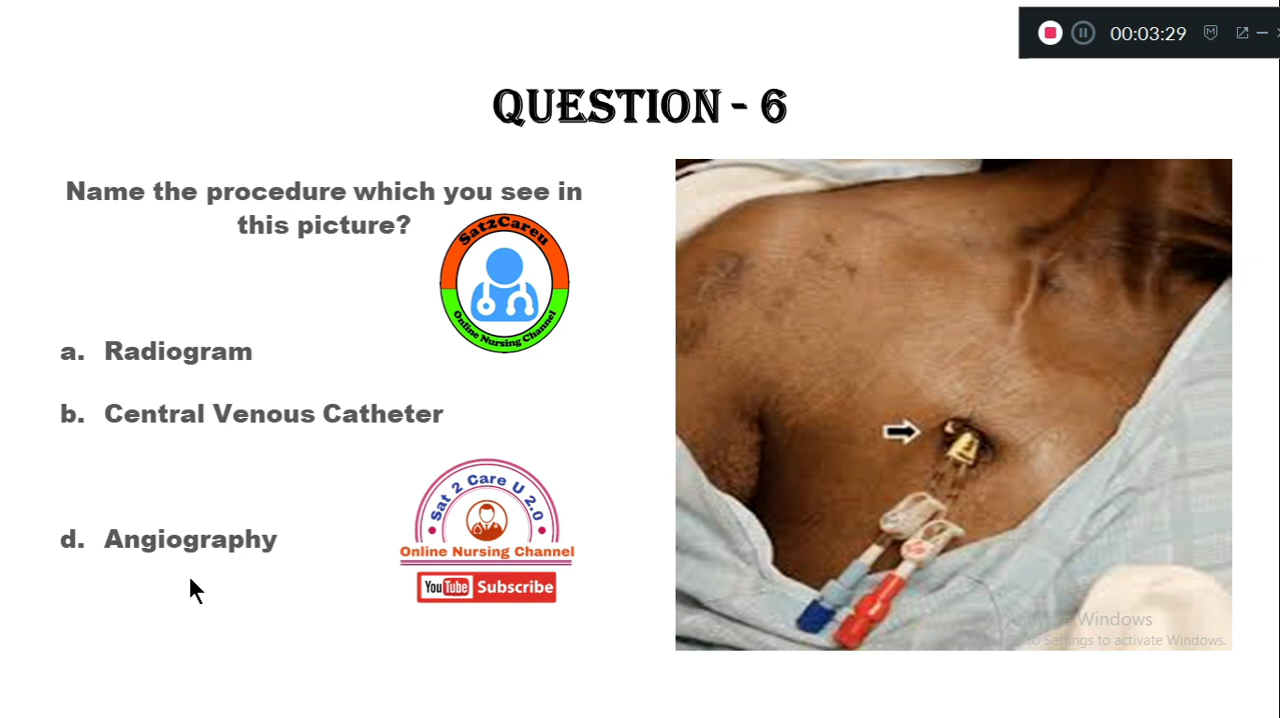 00:03:29
QUESTION - 6
Name the procedure which you see in
this picture?
Sat2Careu
Online Nursing Channel
a. Radiogram
b. Central Venous Catheter
Sat 2 Care U 2.0
Online Nursing Channel
d. Angiography
YouTube Subscribe
Windows
Settings to activate Windows.